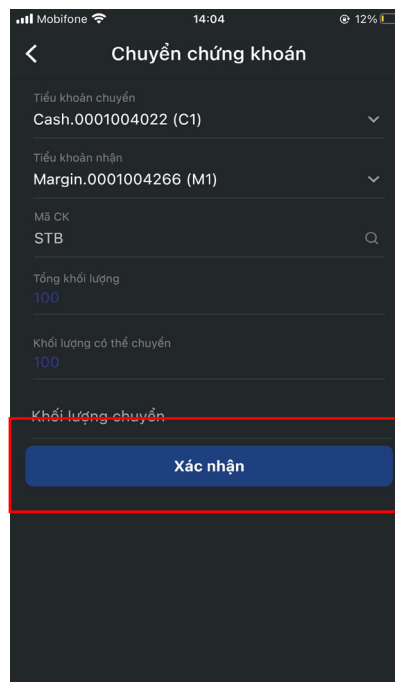 Mobifone
14:04
12%
Chuyển chứng khoán
Tiểu khoản chuyển
Cash.0001004022 (C1)
Tiểu khoản nhận
Margin.0001004266 (M1)
Mã CK
STB
Tổng khối lượng
100
Khối lượng có thể chuyển
100
Khối lượng chuyển
Xác nhận